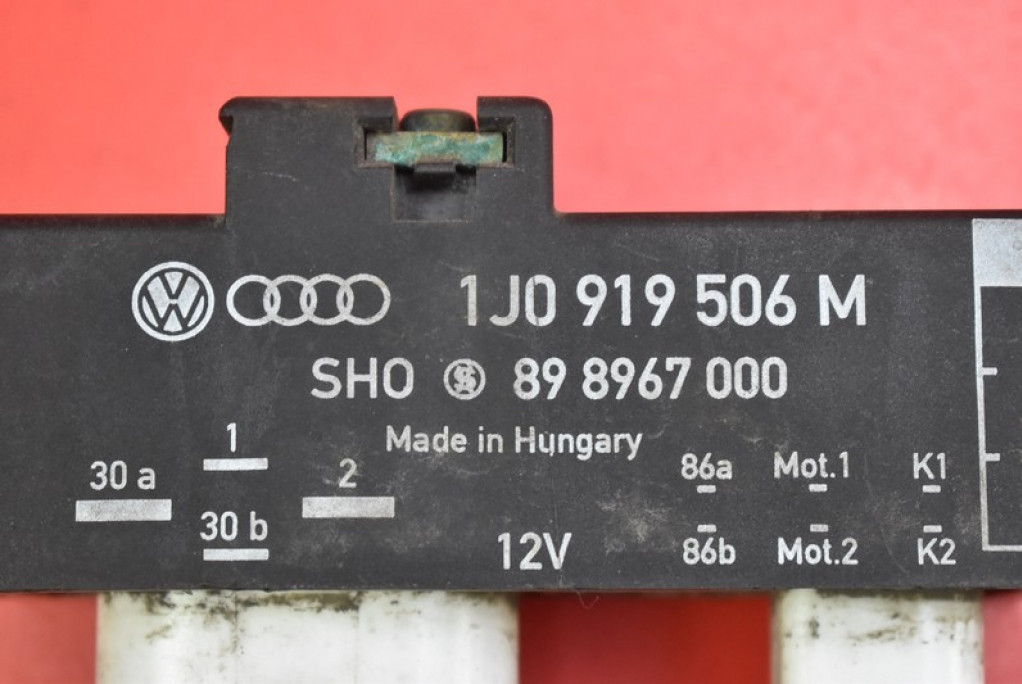 1J0 919 506 M
SHO 89 8967 000
Made in Hungary
30 a
1
30 b
2
12V
86a Mot.1 K1
86b Mot.2 K2